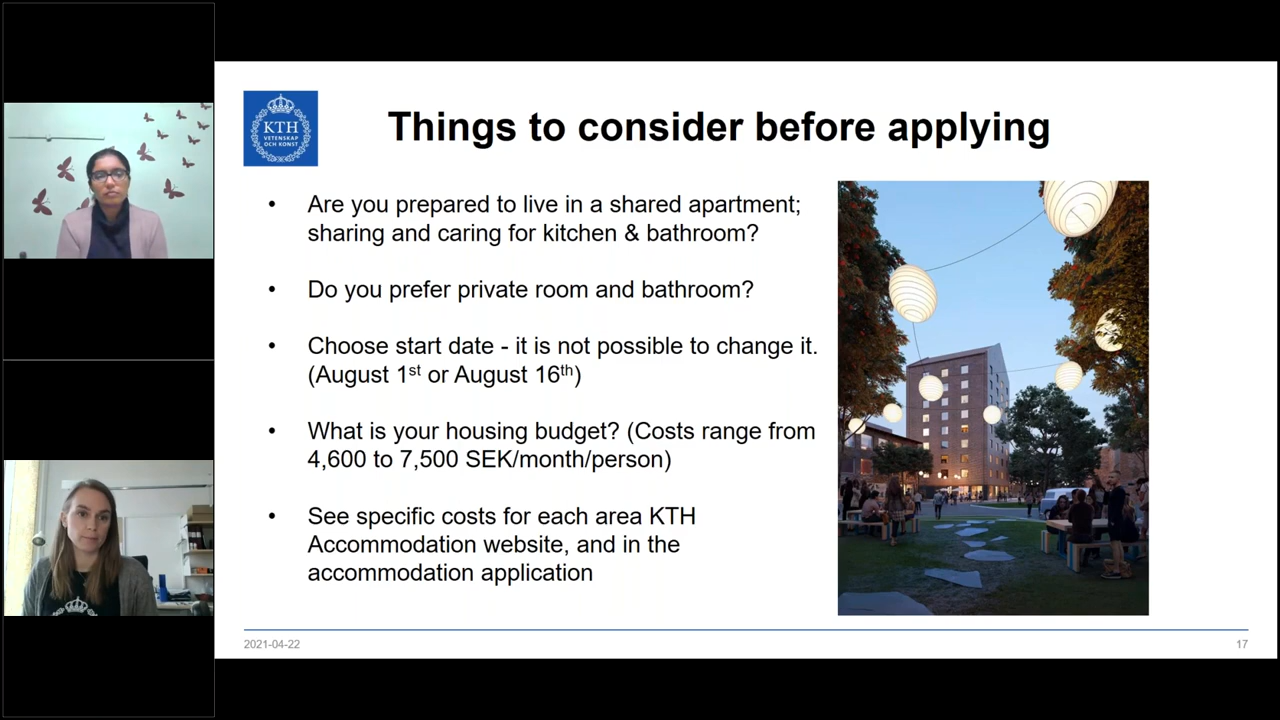 KTH
VETENSKAP
OCH KONST
Things to consider before applying
• Are you prepared to live in a shared apartment;
sharing and caring for kitchen & bathroom?
• Do you prefer private room and bathroom?
• Choose start date - it is not possible to change it.
(August 1st or August 16th)
• What is your housing budget? (Costs range from
4,600 to 7,500 SEK/month/person)
• See specific costs for each area KTH
Accommodation website, and in the
accommodation application
2021-04-22
17